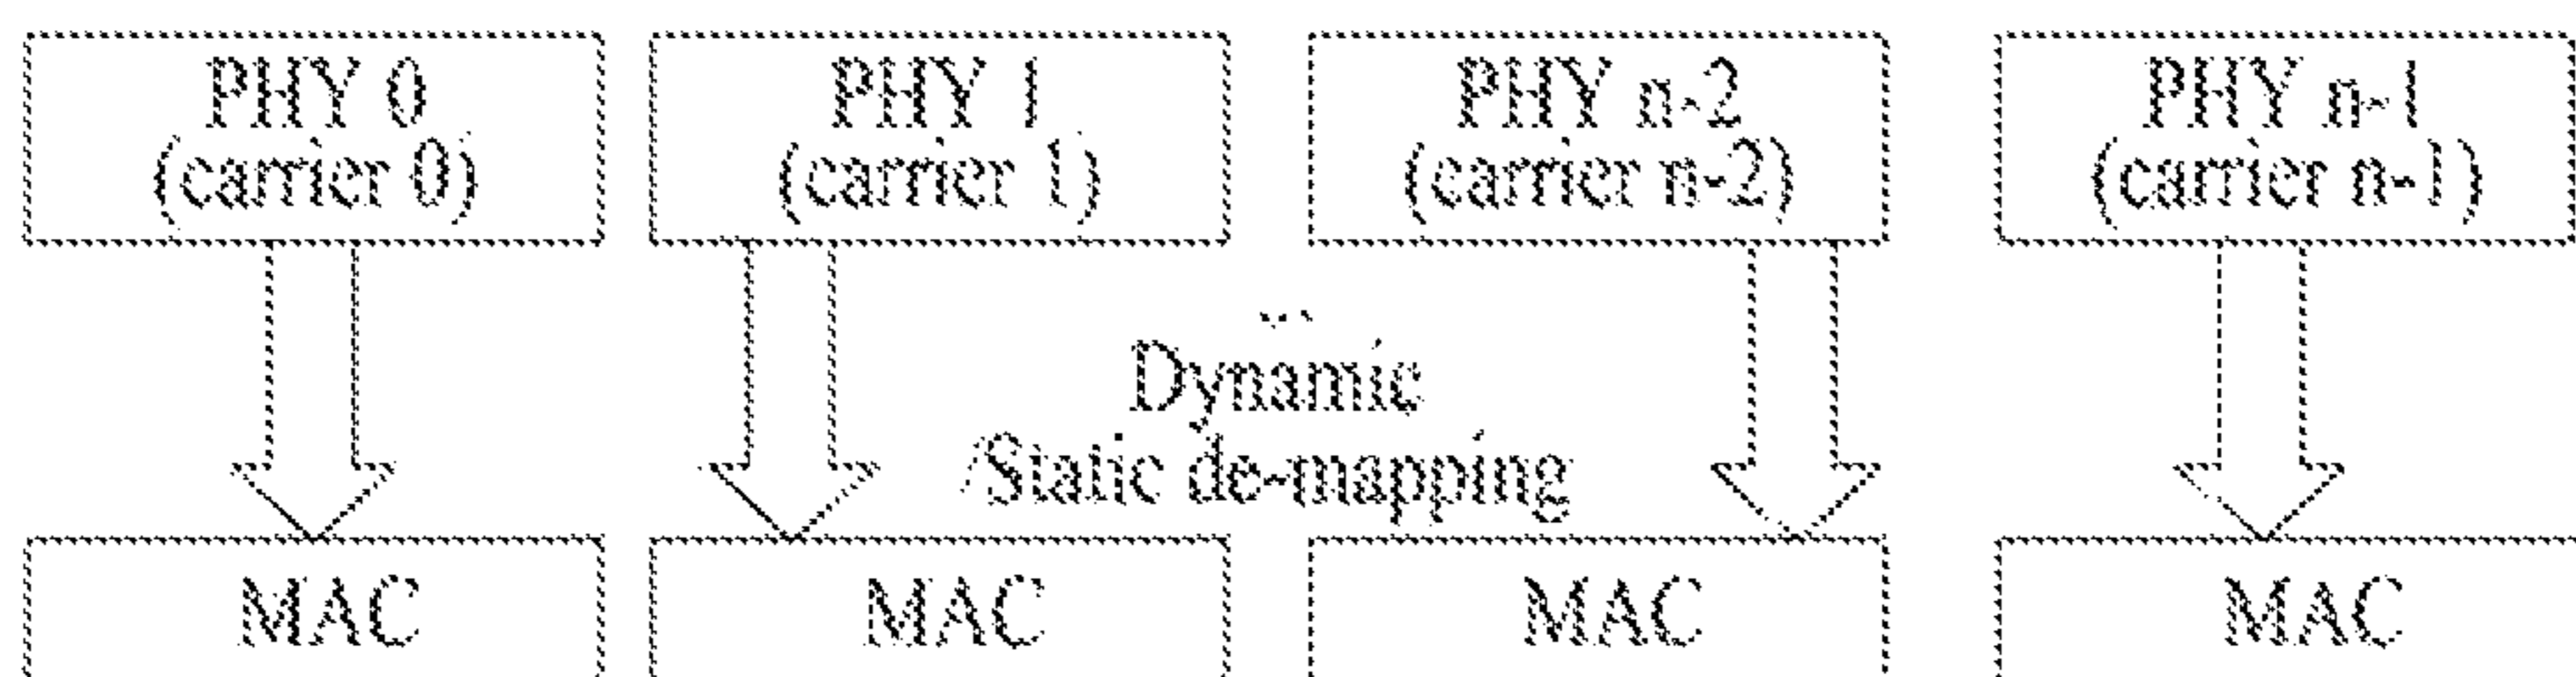 PHY 0
(carrier 0)
PHY 1
(carrier 1)
PHY n-2
(carrier n-2)
PHY n-1
(carrier n-1)
...
Dynamic
/Static de-mapping
MAC
MAC
MAC
MAC